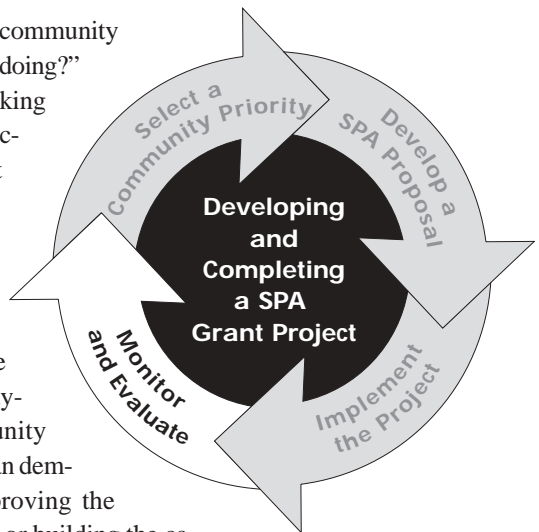 community
doing?”
king
c-
t
e
y-
unity
an dem-
proving the
or building the ca-
Select a
Community Priority
Develop a
SPA Proposal
Implement
the Project
Monitor
and Evaluate
Developing
and
Completing
a SPA
Grant Project